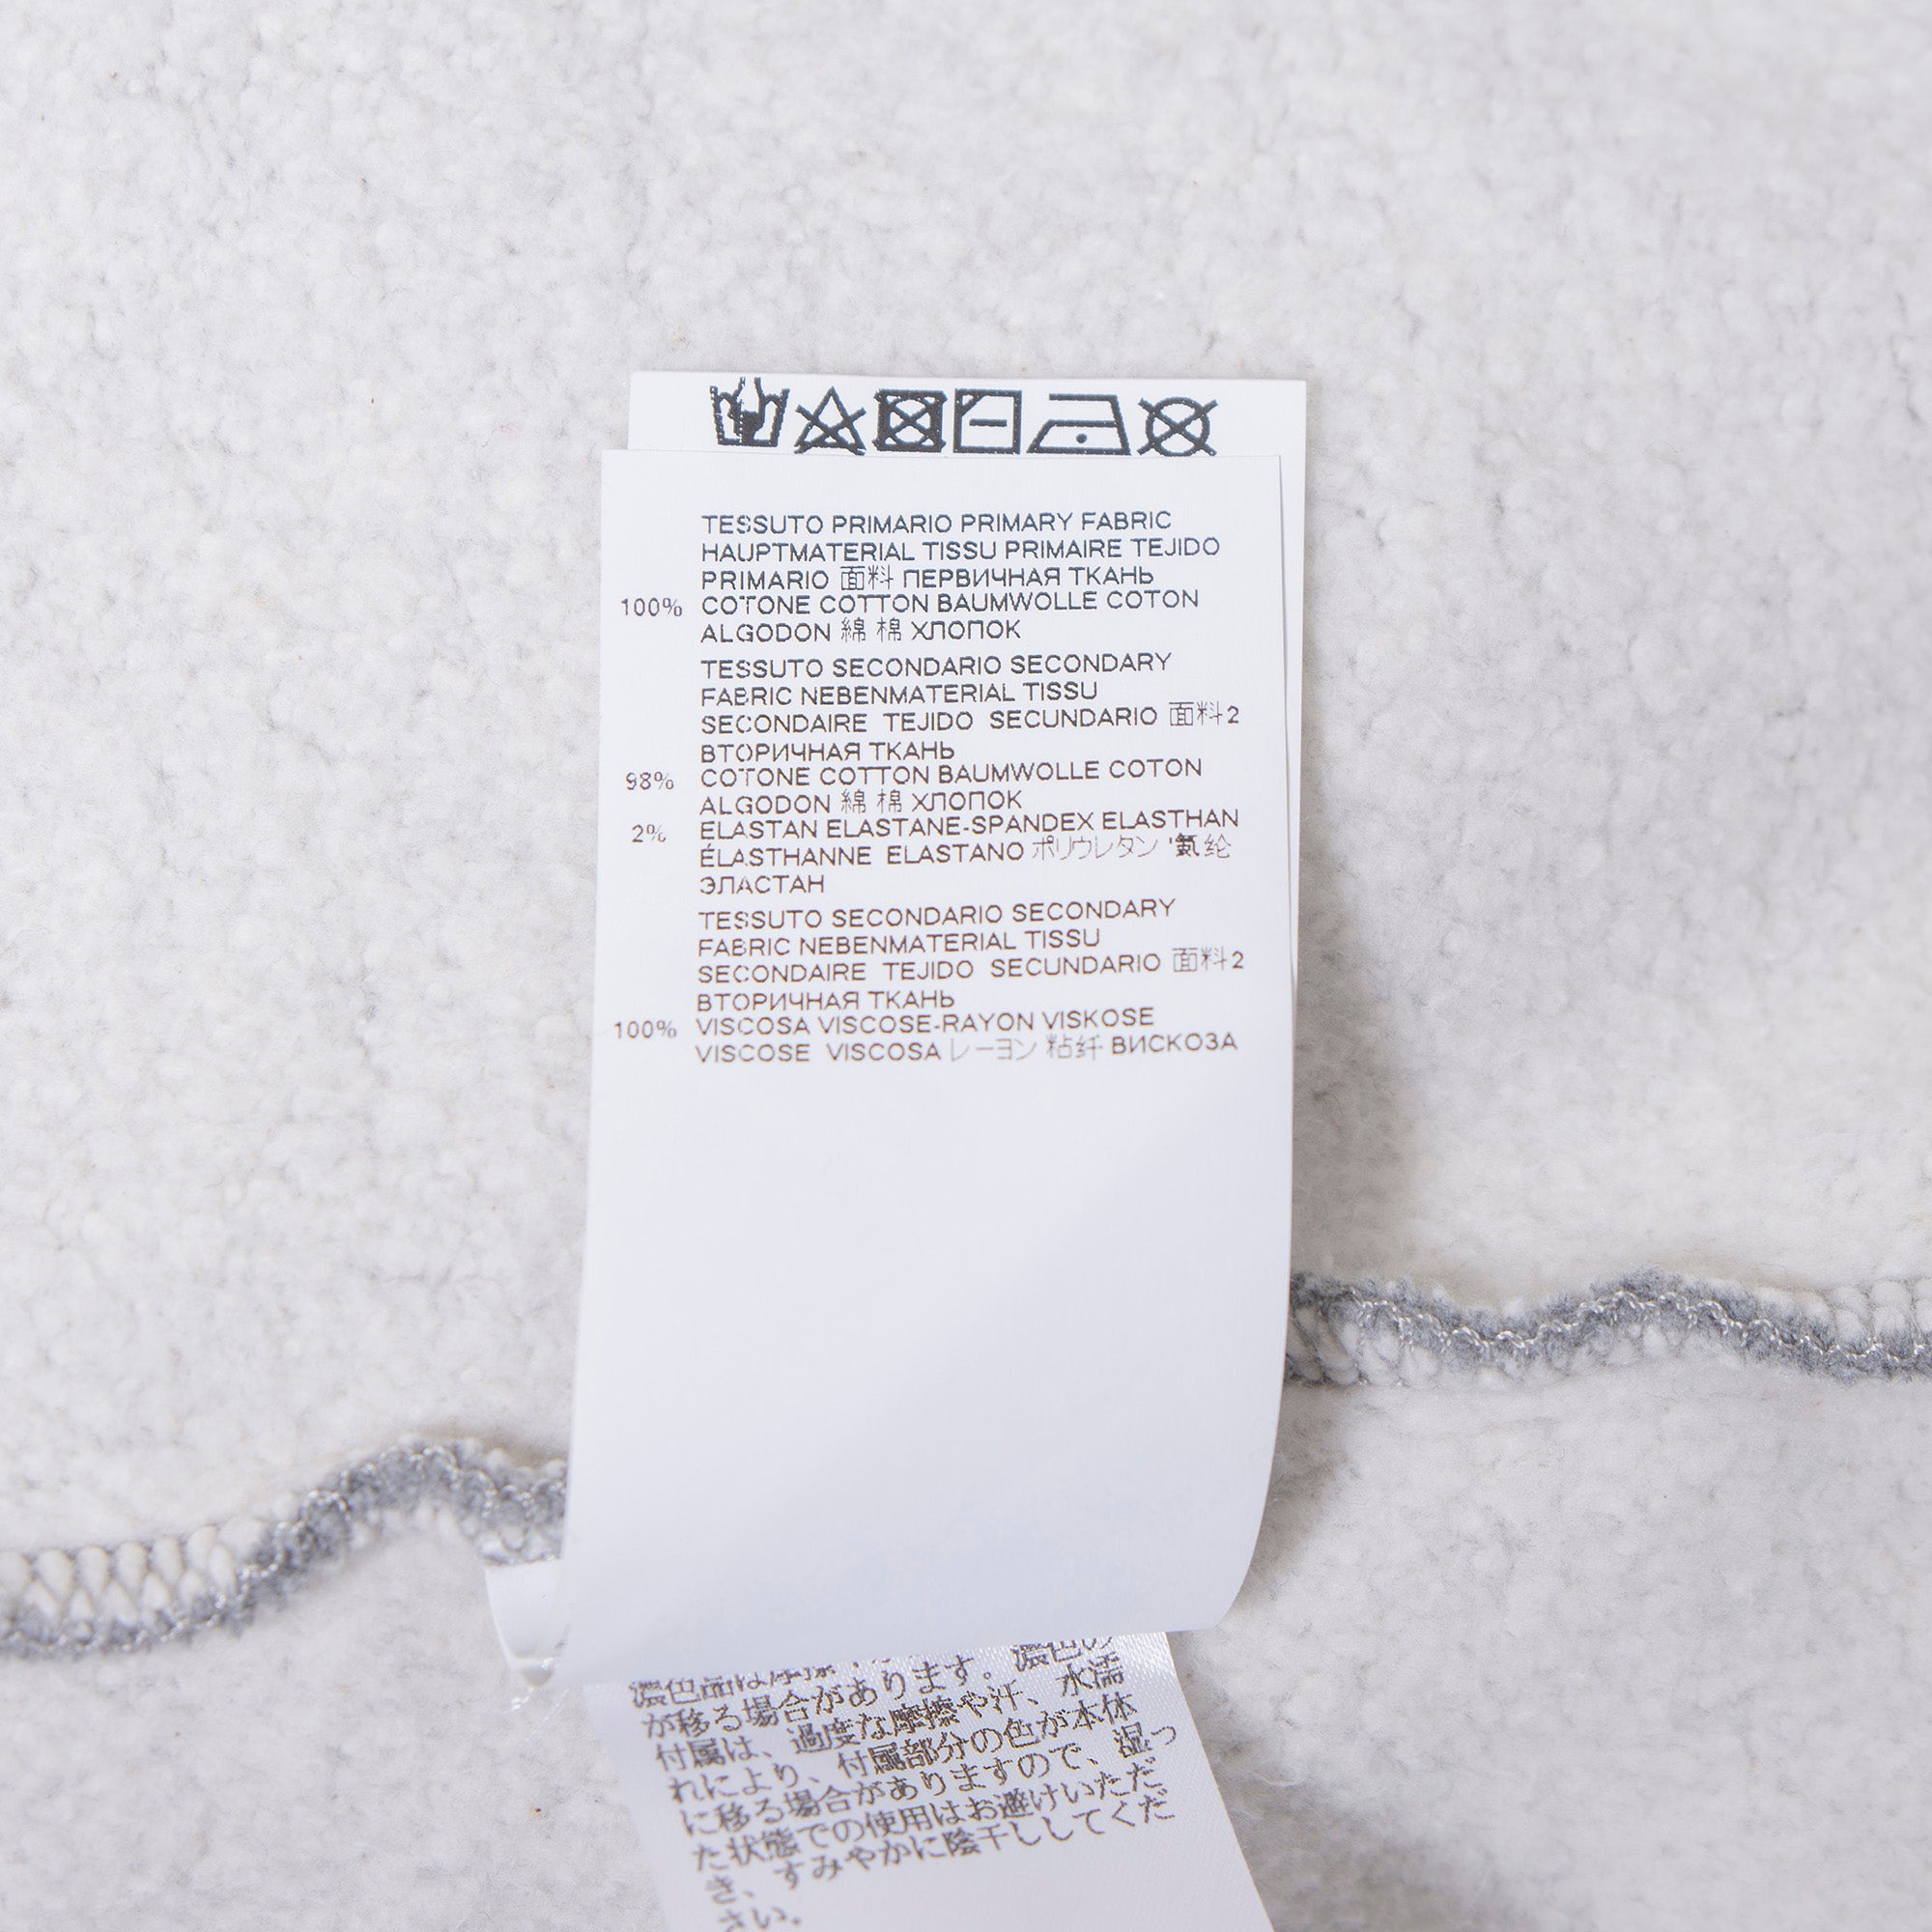 TESSUTO PRIMARIO PRIMARY FABRIC
HAUPTMATERIAL TISSU PRIMAIRE TEJIDO
PRIMARIO 面料 ПЕРВИЧНАЯ ТКАНЬ
100% COTONE COTTON BAUMWOLLE COTON
ALGODON 綿 棉 ХЛОПОК
TESSUTO SECONDARIO SECONDARY
FABRIC NEBENMATERIAL TISSU
SECONDAIRE TEJIDO SECUNDARIO 面料2
ВТОРИЧНАЯ ТКАНЬ
98% COTONE COTTON BAUMWOLLE COTON
ALGODON 綿 棉 ХЛОПОК
2% ELASTAN ELASTANE-SPANDEX ELASTHAN
ÉLASTHANNE ELASTANO ポリウレタン '氨纶
ЭЛАСТАН
TESSUTO SECONDARIO SECONDARY
FABRIC NEBENMATERIAL TISSU
SECONDAIRE TEJIDO SECUNDARIO 面料2
ВТОРИЧНАЯ ТКАНЬ
100% VISCOSA VISCOSE-RAYON VISKOSE
VISCOSE VISCOSA レーヨン 粘纤 ВИСКОЗА
濃色品は摩擦
が移る場合があります。濃色の
付属は、過度な摩擦や汗、水濡
れにより、付属部分の色が本体
に移る場合がありますので、湿っ
た状態での使用はお避けいただ
き、すみやかに陰干ししてくだ
さい。